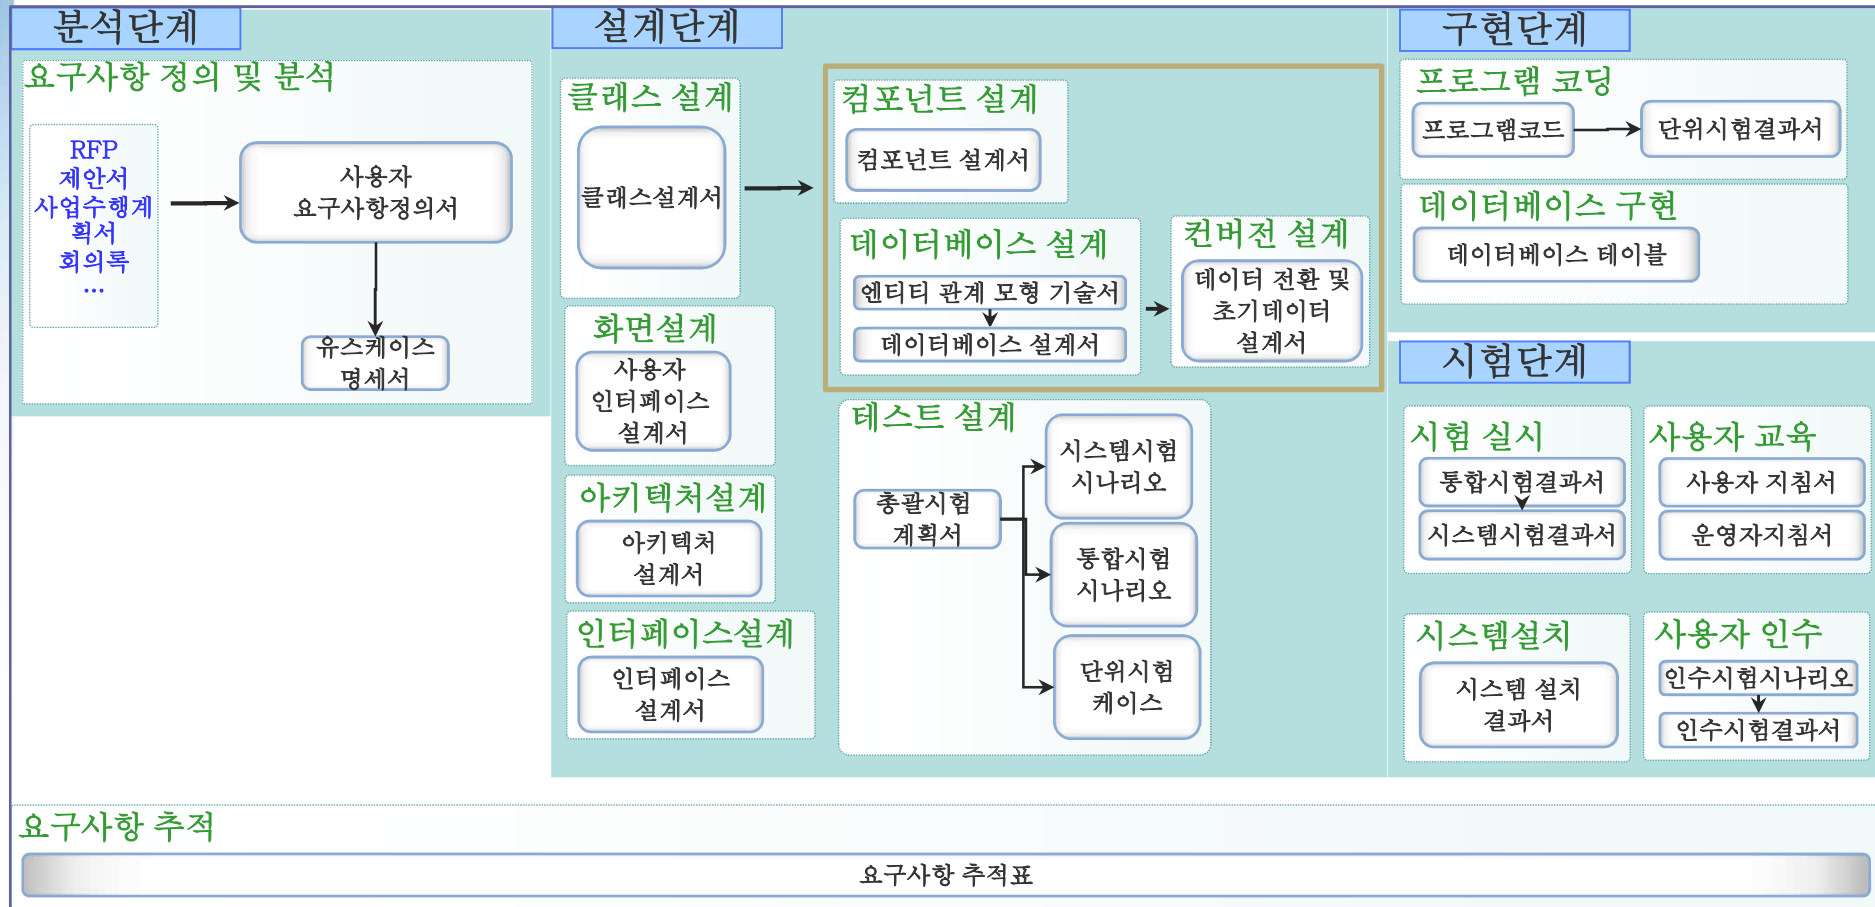 분석단계
요구사항 정의 및 분석
RFP
제안서
사업수행계
획서
회의록
...
사용자
요구사항정의서
유스케이스
명세서
설계단계
클래스 설계
클래스설계서
화면설계
사용자
인터페이스
설계서
아키텍처설계
아키텍처
설계서
인터페이스설계
인터페이스
설계서
컴포넌트 설계
컴포넌트 설계서
데이터베이스 설계
엔티티 관계 모형 기술서
데이터베이스 설계서
컨버전 설계
데이터 전환 및
초기데이터
설계서
테스트 설계
총괄시험
계획서
시스템시험
시나리오
통합시험
시나리오
단위시험
케이스
구현단계
프로그램 코딩
프로그램코드
단위시험결과서
데이터베이스 구현
데이터베이스 테이블
시험단계
시험 실시
통합시험결과서
시스템시험결과서
사용자 교육
사용자 지침서
운영자지침서
시스템설치
시스템 설치
결과서
사용자 인수
인수시험시나리오
인수시험결과서
요구사항 추적
요구사항 추적표